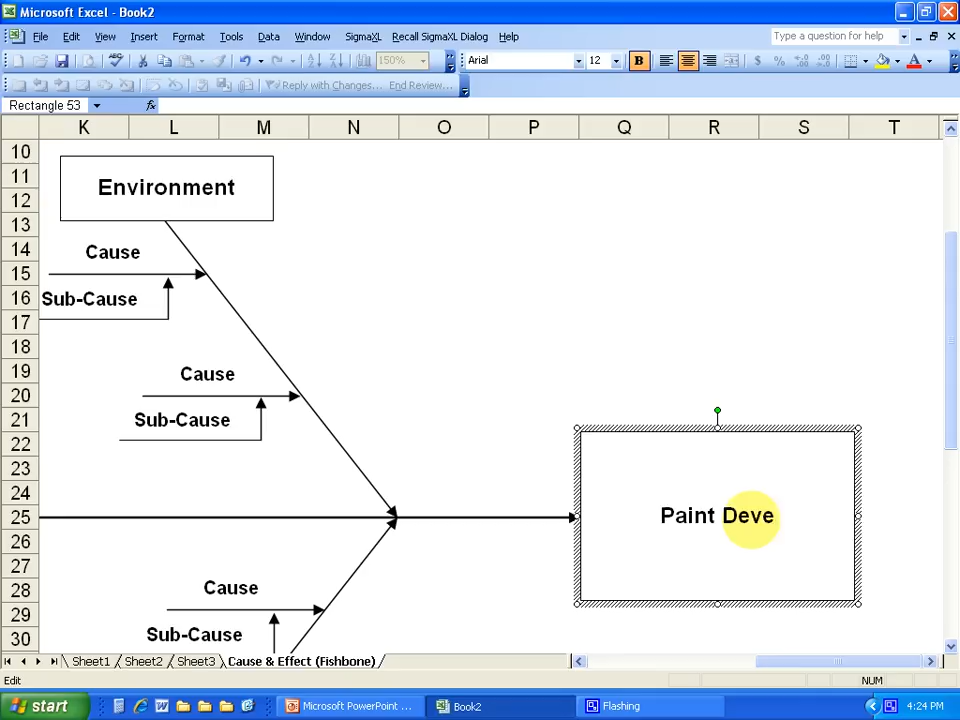 Microsoft Excel - Book2
File Edit View Insert Format Tools Data Window SigmaXL Recall SigmaXL Dialog Help
Type a question for help
150% Arial 12 B $ % A
Reply with Changes... End Review...
Rectangle 53 fx
K L M N O P Q R S T
10
11
Environment
12
13
14
Cause
15
16
Sub-Cause
17
18
19
Cause
20
21
Sub-Cause
22
23
24
Paint Deve
25
26
27
28
Cause
29
30
Sub-Cause
Sheet1 Sheet2 Sheet3 Cause & Effect (Fishbone)
Edit NUM
start Microsoft PowerPoint ... Book2 Flashing 4:24 PM